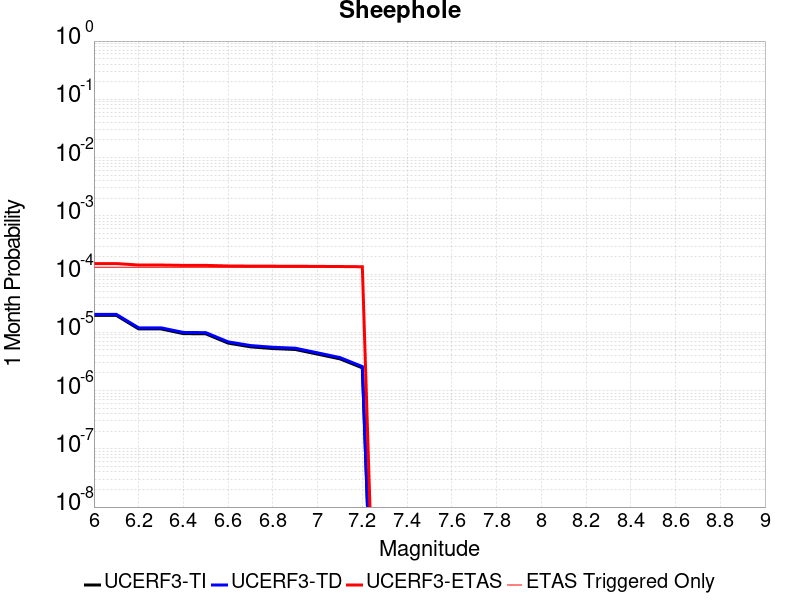 Sheephole
10 0
10-1
10-2
10-3
10-4
10-5
10-6
10-7
10-8
1 Month Probability
6 6.2 6.4 6.6 6.8 7 7.2 7.4 7.6 7.8 8 8.2 8.4 8.6 8.8 9
Magnitude
UCERF3-TI UCERF3-TD UCERF3-ETAS ETAS Triggered Only